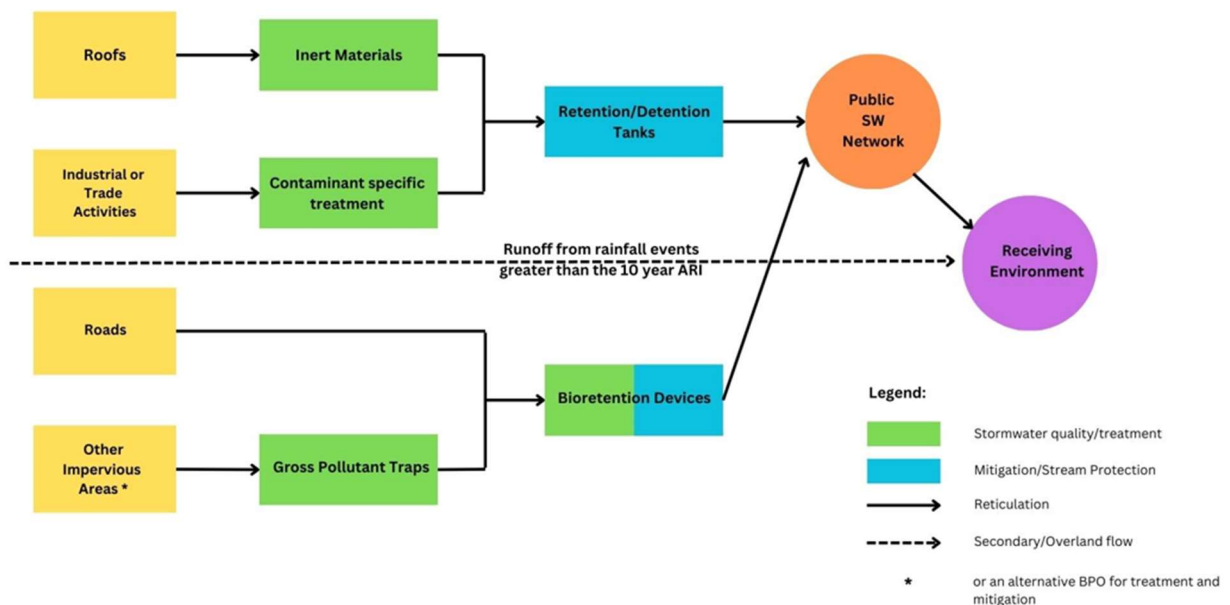 Roofs
Inert Materials
Retention/Detention
Tanks
Public
SW
Network
Industrial or
Trade
Activities
Contaminant specific
treatment
Runoff from rainfall events
greater than the 10 year ARI
Receiving
Environment
Roads
Bioretention Devices
Other
Impervious
Areas *
Gross Pollutant Traps
Legend:
Stormwater quality/treatment
Mitigation/Stream Protection
Reticulation
Secondary/Overland flow
* or an alternative BPO for treatment and
mitigation